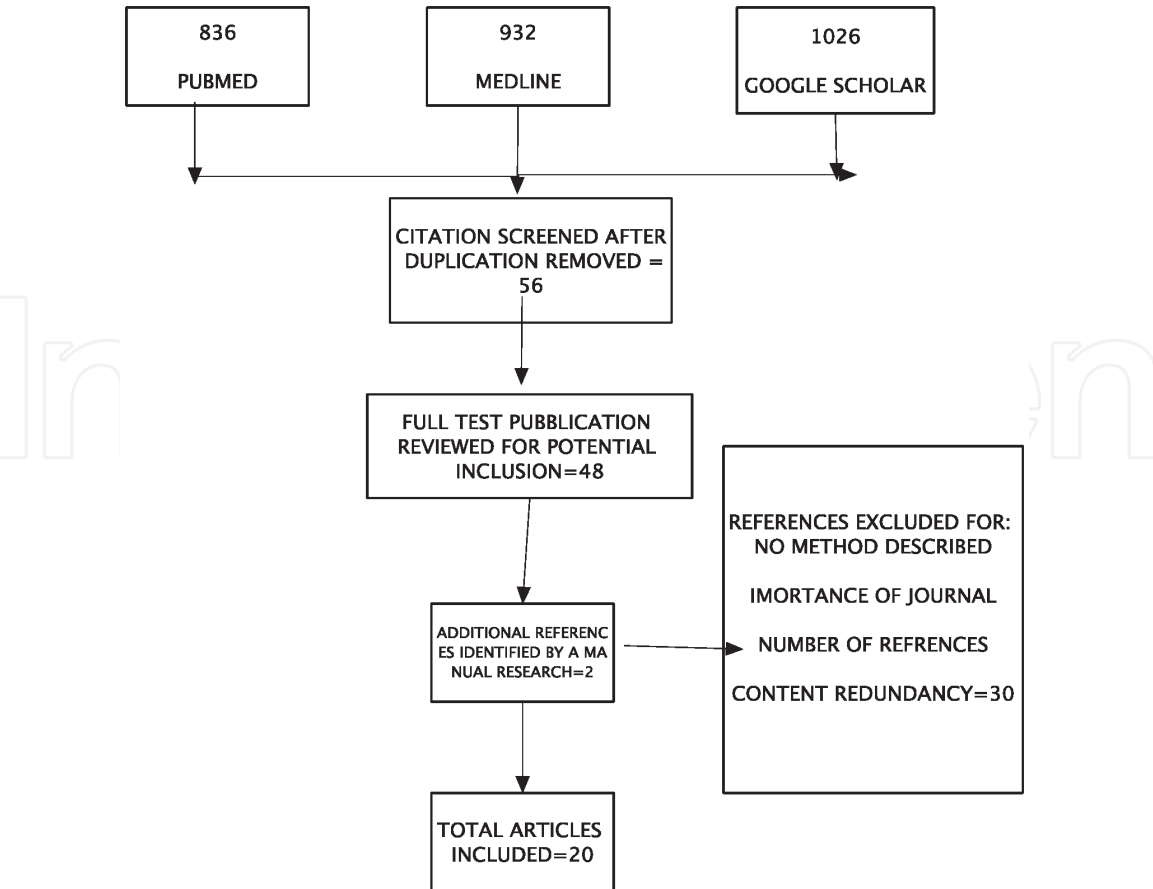 836
PUBMED
932
MEDLINE
1026
GOOGLE SCHOLAR
CITATION SCREENED AFTER
DUPLICATION REMOVED =
56
FULL TEST PUBBLICATION
REVIEWED FOR POTENTIAL
INCLUSION=48
ADDITIONAL REFERENC
ES IDENTIFIED BY A MA
NUAL RESEARCH=2
REFERENCES EXCLUDED FOR:
NO METHOD DESCRIBED
IMORTANCE OF JOURNAL
NUMBER OF REFRENCES
CONTENT REDUNDANCY=30
TOTAL ARTICLES
INCLUDED=20